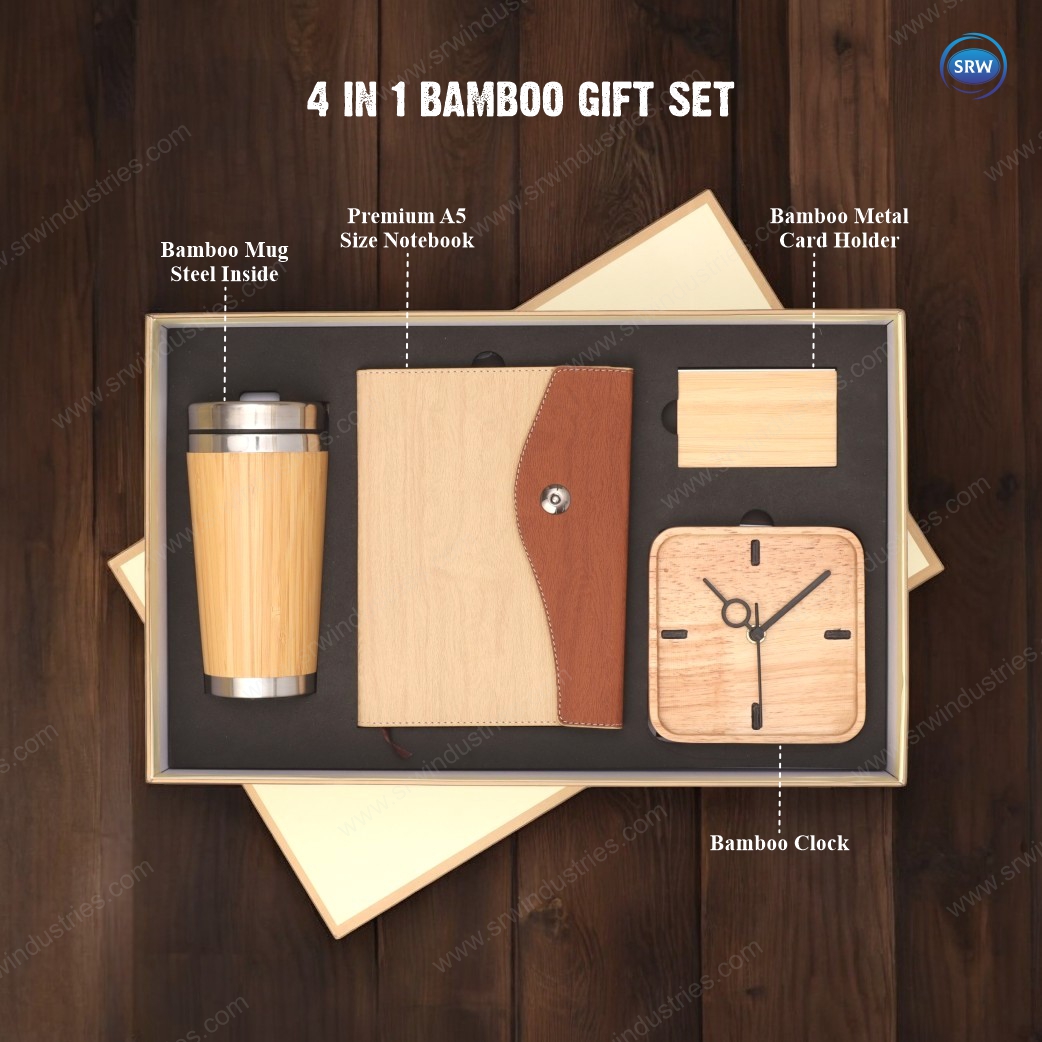 SRW
4 IN 1 BAMBOO GIFT SET
Premium A5
Size Notebook
Bamboo Metal
Card Holder
Bamboo Mug
Steel Inside
Bamboo Clock
www.srwindustries.com